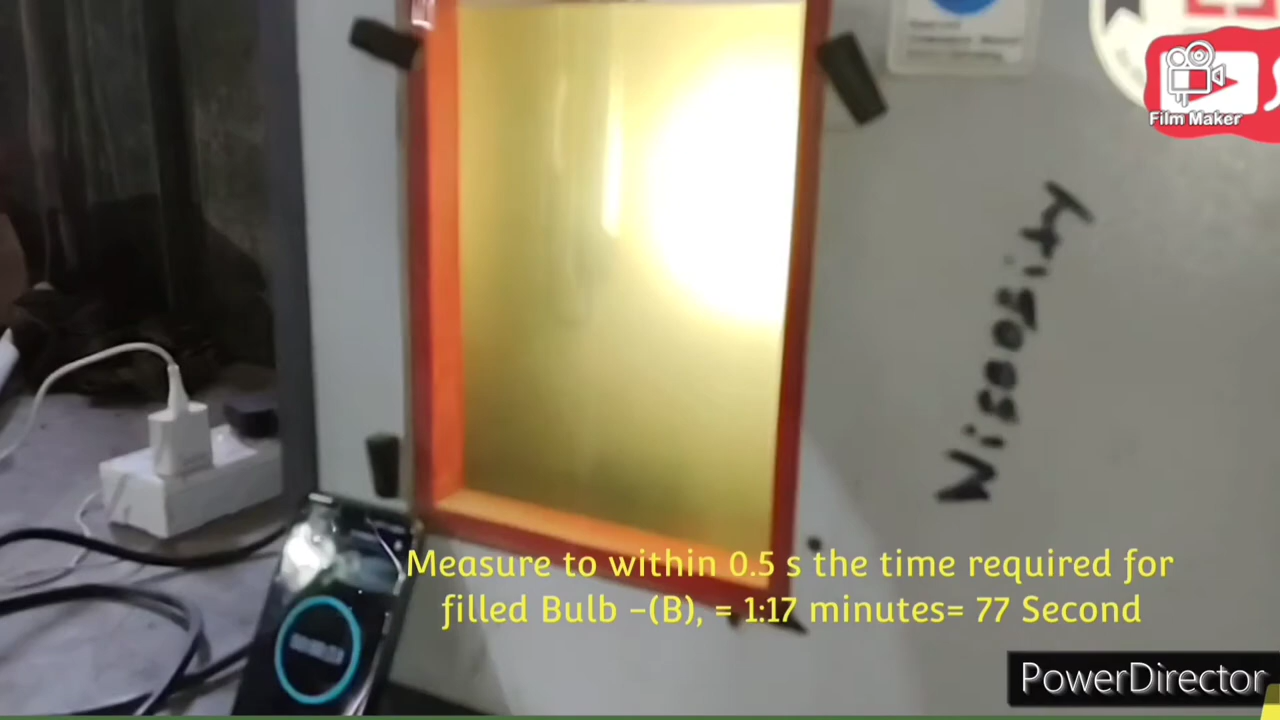 Film Maker
Viscosity
Measure to within 0.5 s the time required for
filled Bulb -(B), = 1:17 minutes= 77 Second
PowerDirector